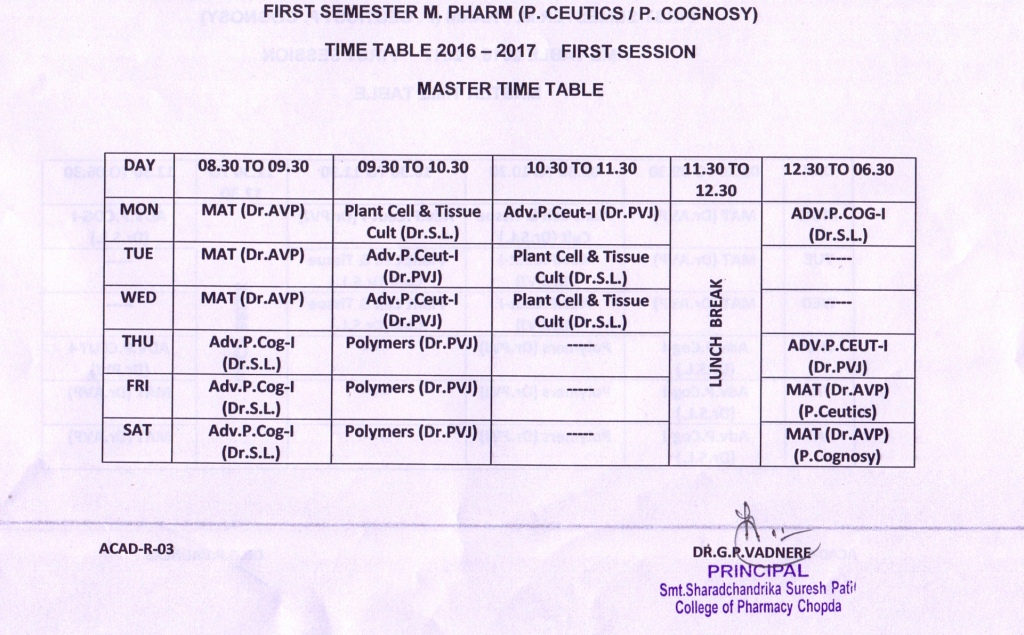 FIRST SEMESTER M. PHARM (P. CEUTICS / P. COGNOSY)
TIME TABLE 2016 – 2017 FIRST SESSION
MASTER TIME TABLE
DAY 08.30 TO 09.30 09.30 TO 10.30 10.30 TO 11.30 11.30 TO 12.30 TO 06.30
12.30
MON MAT (Dr.AVP) Plant Cell & Tissue Adv.P.Ceut-I (Dr.PVJ) ADV.P.COG-I
Cult (Dr.S.L.) (Dr.S.L.)
TUE MAT (Dr.AVP) Adv.P.Ceut-I Plant Cell & Tissue -----
(Dr.PVJ) Cult (Dr.S.L.)
WED MAT (Dr.AVP) Adv.P.Ceut-I Plant Cell & Tissue -----
(Dr.PVJ) Cult (Dr.S.L.)
LUNCH BREAK
THU Adv.P.Cog-I Polymers (Dr.PVJ) ----- ADV.P.CEUT-I
(Dr.S.L.) (Dr.PVJ)
FRI Adv.P.Cog-I Polymers (Dr.PVJ) ----- MAT (Dr.AVP)
(Dr.S.L.) (P.Ceutics)
SAT Adv.P.Cog-I Polymers (Dr.PVJ) ----- MAT (Dr.AVP)
(Dr.S.L.) (P.Cognosy)
ACAD-R-03
DR.G.P.VADNERE
PRINCIPAL
Smt.Sharadchandrika Suresh Patil
College of Pharmacy Chopda